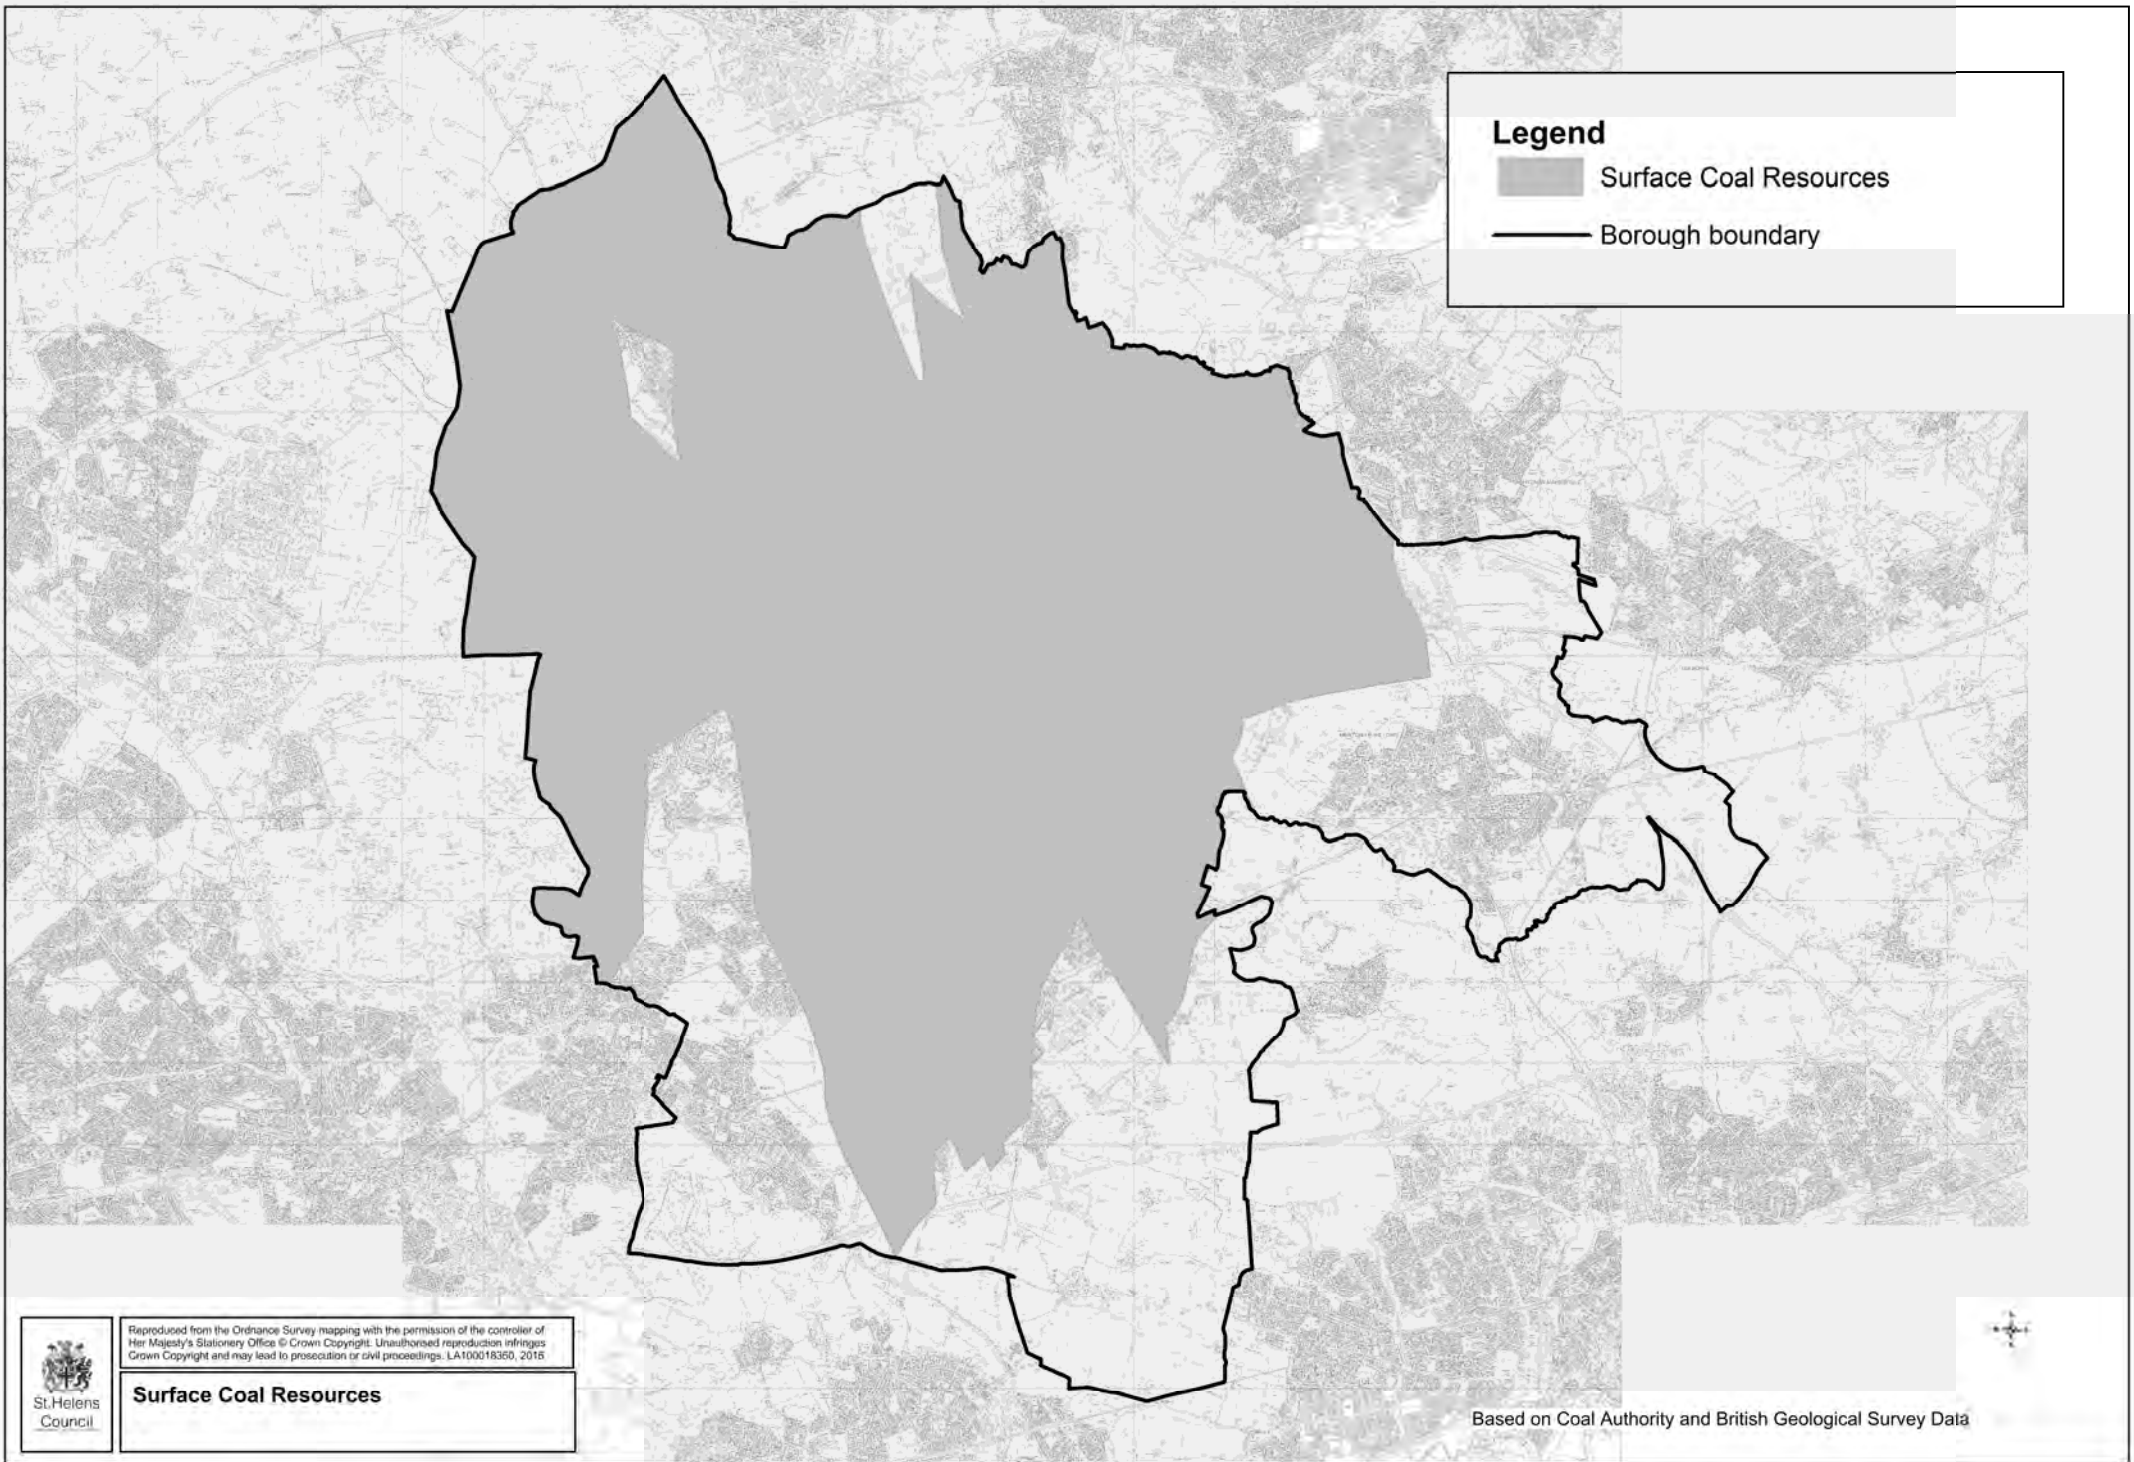 Legend
Surface Coal Resources
Borough boundary
Reproduced from the Ordnance Survey mapping with the permission of the controller of
Her Majesty's Stationery Office © Crown Copyright. Unauthorised reproduction infringes
Crown Copyright and may lead to prosecution or civil proceedings. LA100018360, 2016
St.Helens
Council
Surface Coal Resources
Based on Coal Authority and British Geological Survey Data